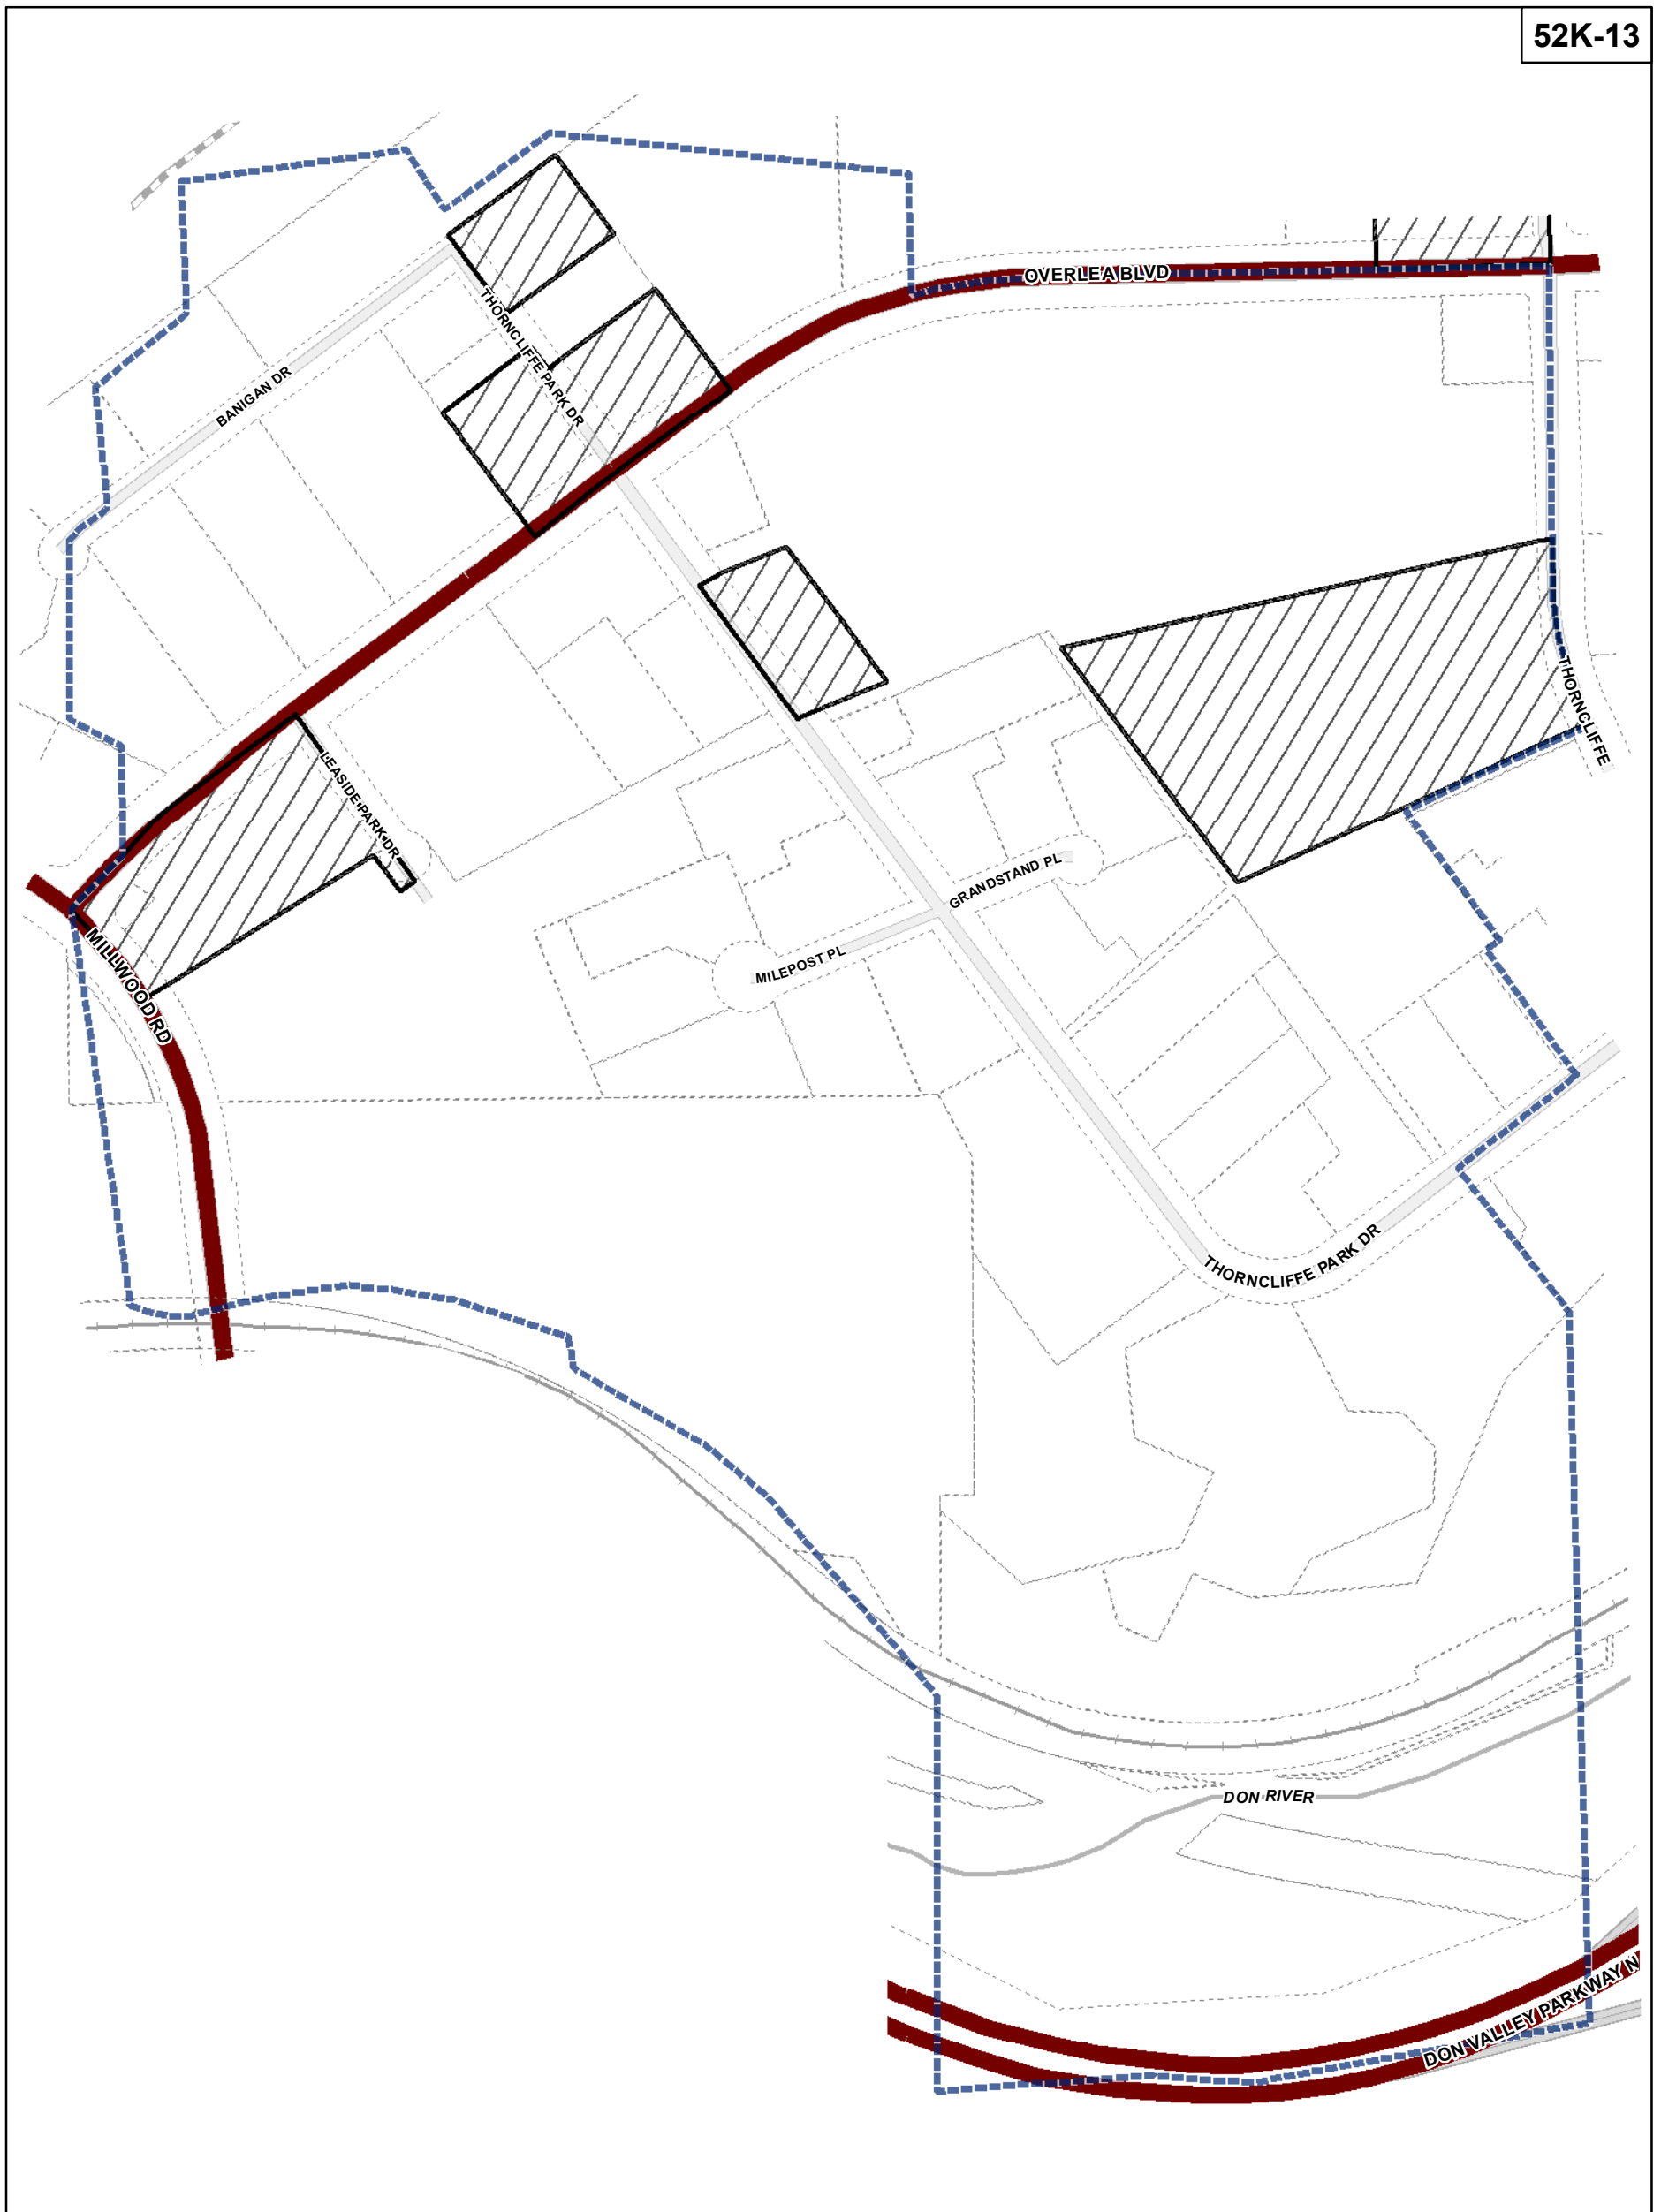 52K-13
OVERLEA BLVD
THORNCLIFFE PARK DR
BANIGAN DR
THORNCLIFFE
LEASIDE PARK DR
GRANDSTAND PL
MILLWOOD RD
MILEPOST PL
THORNCLIFFE PARK DR
DON RIVER
DON VALLEY PARKWAY N